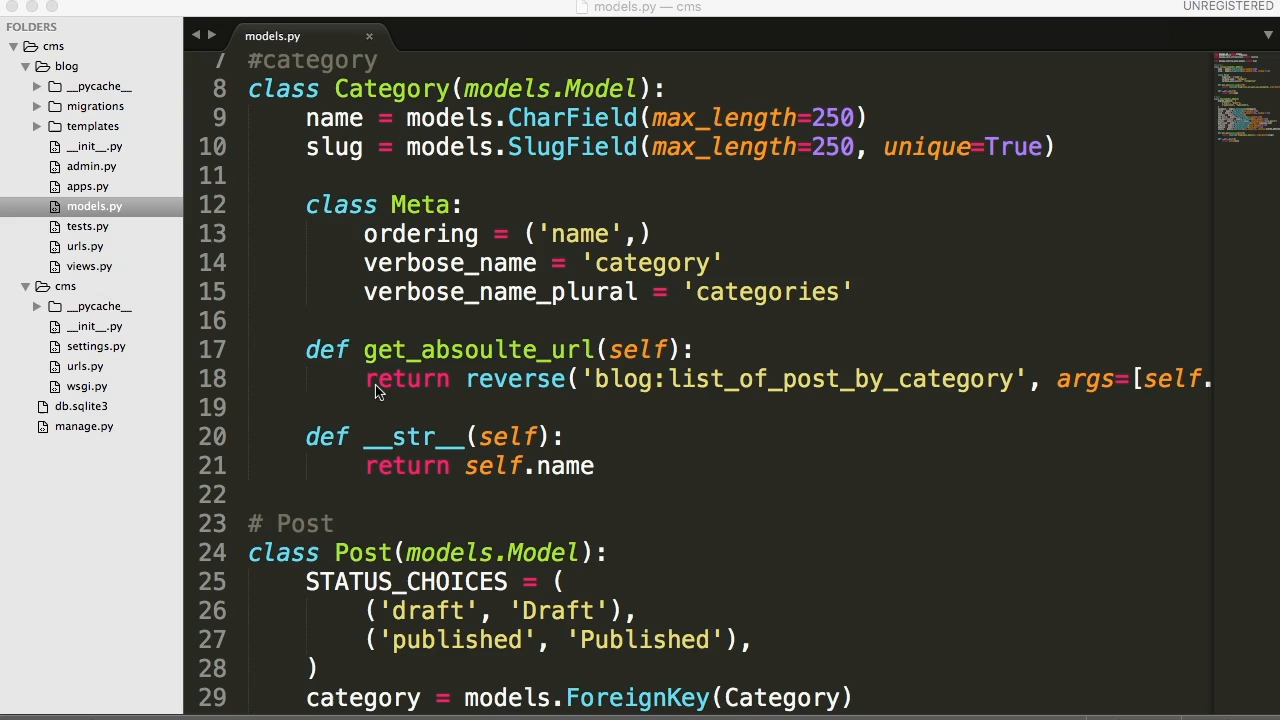 models.py — cms
UNREGISTERED
FOLDERS
cms
blog
__pycache__
migrations
templates
__init__.py
admin.py
apps.py
models.py
tests.py
urls.py
views.py
cms
__pycache__
__init__.py
settings.py
urls.py
wsgi.py
db.sqlite3
manage.py
models.py ×
7 #category
8 class Category(models.Model):
9 name = models.CharField(max_length=250)
10 slug = models.SlugField(max_length=250, unique=True)
11
12 class Meta:
13 ordering = ('name',)
14 verbose_name = 'category'
15 verbose_name_plural = 'categories'
16
17 def get_absoulte_url(self):
18 return reverse('blog:list_of_post_by_category', args=[self.
19
20 def __str__(self):
21 return self.name
22
23 # Post
24 class Post(models.Model):
25 STATUS_CHOICES = (
26 ('draft', 'Draft'),
27 ('published', 'Published'),
28 )
29 category = models.ForeignKey(Category)